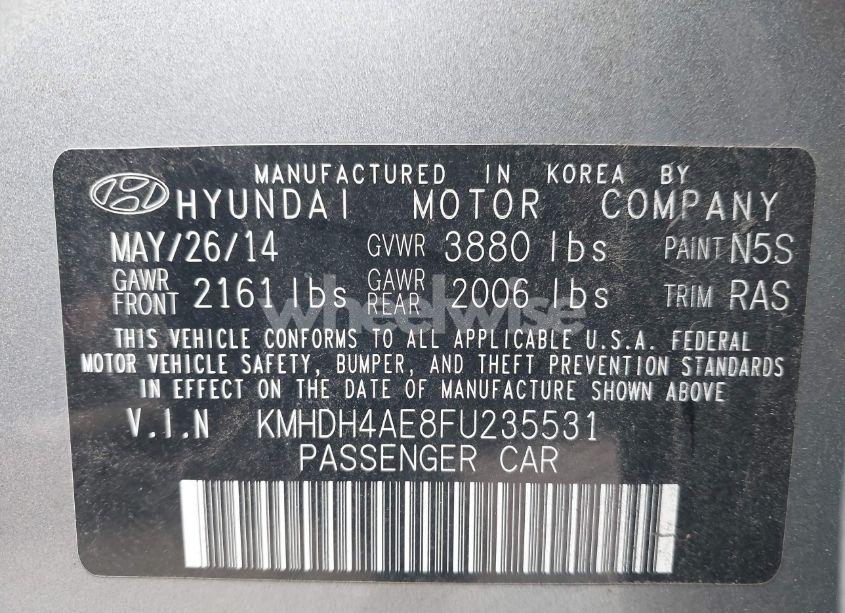 MANUFACTURED IN KOREA BY
HYUNDAI MOTOR COMPANY
MAY/26/14 GVWR 3880 lbs PAINT N5S
GAWR FRONT 2161 lbs GAWR REAR 2006 lbs TRIM RAS
wheelwise
THIS VEHICLE CONFORMS TO ALL APPLICABLE U.S.A. FEDERAL
MOTOR VEHICLE SAFETY, BUMPER, AND THEFT PREVENTION STANDARDS
IN EFFECT ON THE DATE OF MANUFACTURE SHOWN ABOVE
V.I.N KMHDH4AE8FU235531
PASSENGER CAR